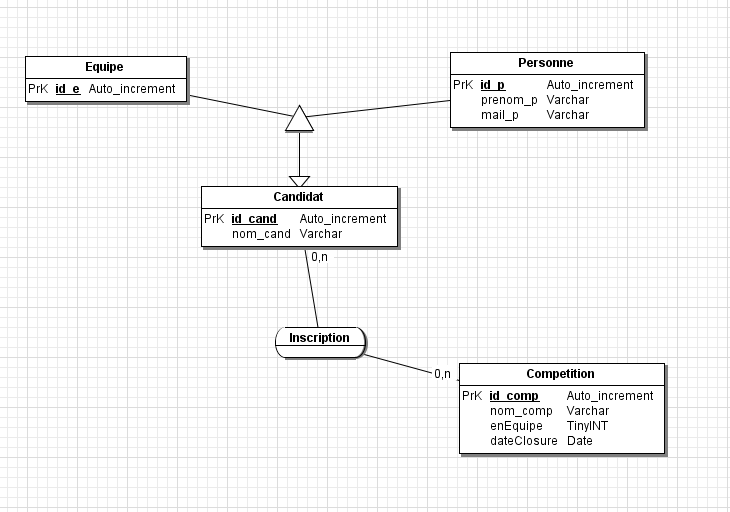 Equipe
PrK id_e Auto_increment
Personne
PrK id_p Auto_increment
prenom_p Varchar
mail_p Varchar
Candidat
PrK id_cand Auto_increment
nom_cand Varchar
0,n
Inscription
0,n
Competition
PrK id_comp Auto_increment
nom_comp Varchar
enEquipe TinyINT
dateClosure Date